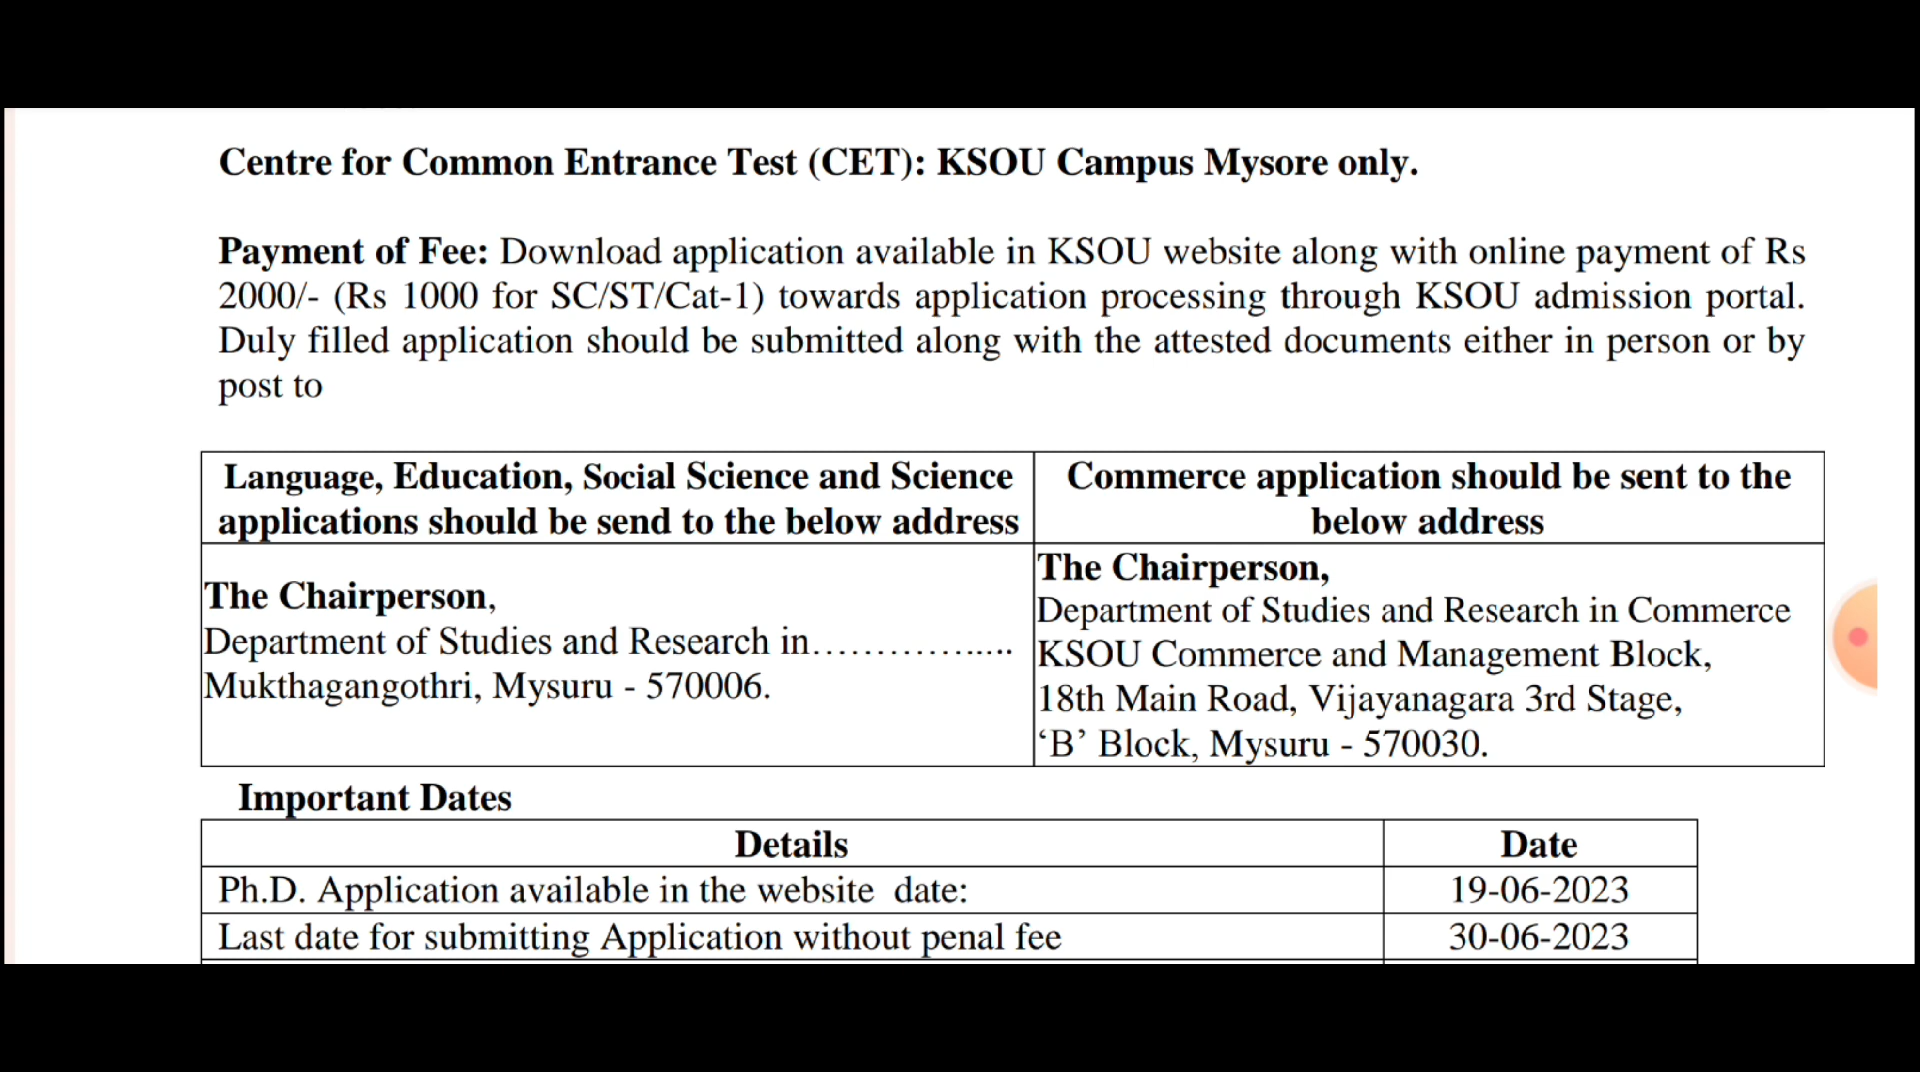 Centre for Common Entrance Test (CET): KSOU Campus Mysore only.
Payment of Fee: Download application available in KSOU website along with online payment of Rs
2000/- (Rs 1000 for SC/ST/Cat-1) towards application processing through KSOU admission portal.
Duly filled application should be submitted along with the attested documents either in person or by
post to
Language, Education, Social Science and Science
applications should be send to the below address
Commerce application should be sent to the
below address
The Chairperson,
Department of Studies and Research in.................
Mukthagangothri, Mysuru - 570006.
The Chairperson,
Department of Studies and Research in Commerce
KSOU Commerce and Management Block,
18th Main Road, Vijayanagara 3rd Stage,
‘B’ Block, Mysuru - 570030.
Important Dates
Details Date
Ph.D. Application available in the website date: 19-06-2023
Last date for submitting Application without penal fee 30-06-2023